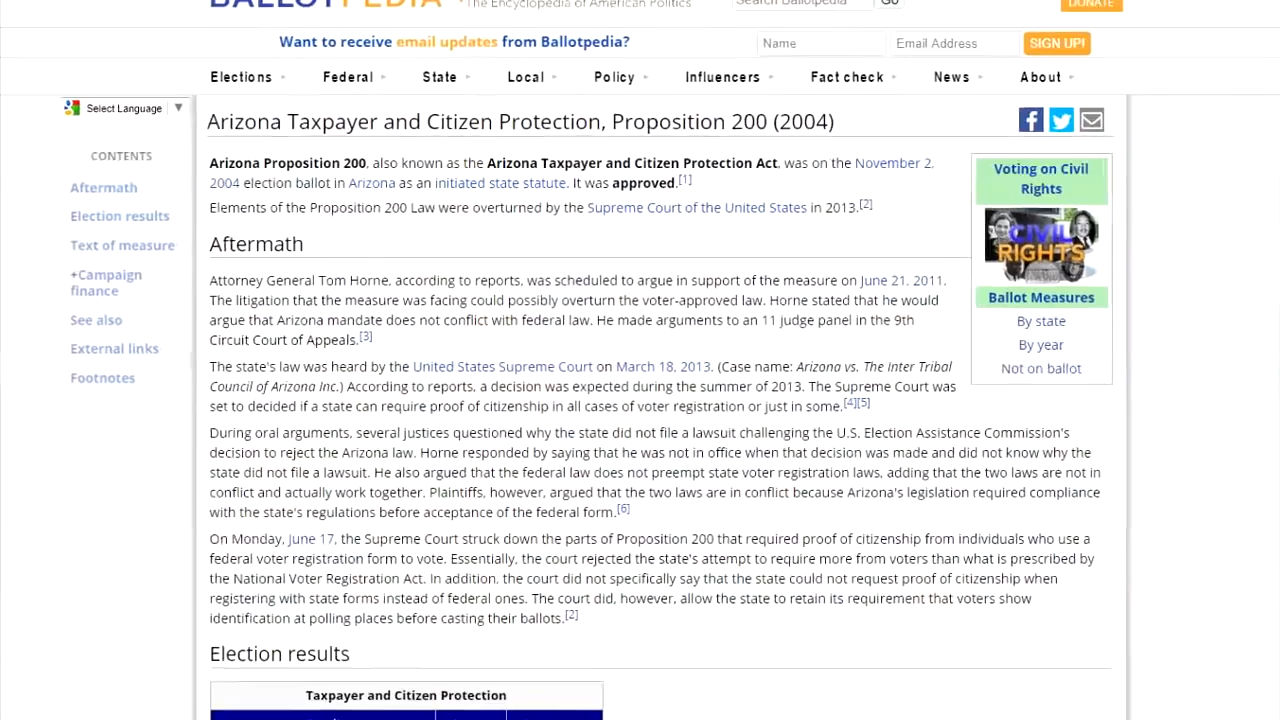 BALLOTPEDIA The Encyclopedia of American Politics Search Ballotpedia Go DONATE
Want to receive email updates from Ballotpedia? Name Email Address SIGN UP!
Elections Federal State Local Policy Influencers Fact check News About
Select Language ▼
CONTENTS
Aftermath
Election results
Text of measure
+Campaign
finance
See also
External links
Footnotes
Arizona Taxpayer and Citizen Protection, Proposition 200 (2004)
Arizona Proposition 200, also known as the Arizona Taxpayer and Citizen Protection Act, was on the November 2,
2004 election ballot in Arizona as an initiated state statute. It was approved.[1]
Elements of the Proposition 200 Law were overturned by the Supreme Court of the United States in 2013.[2]
Voting on Civil
Rights
CIVIL
RIGHTS
Ballot Measures
By state
By year
Not on ballot
Aftermath
Attorney General Tom Horne, according to reports, was scheduled to argue in support of the measure on June 21, 2011.
The litigation that the measure was facing could possibly overturn the voter-approved law. Horne stated that he would
argue that Arizona mandate does not conflict with federal law. He made arguments to an 11 judge panel in the 9th
Circuit Court of Appeals.[3]
The state's law was heard by the United States Supreme Court on March 18, 2013. (Case name: Arizona vs. The Inter Tribal
Council of Arizona Inc.) According to reports, a decision was expected during the summer of 2013. The Supreme Court was
set to decided if a state can require proof of citizenship in all cases of voter registration or just in some.[4][5]
During oral arguments, several justices questioned why the state did not file a lawsuit challenging the U.S. Election Assistance Commission's
decision to reject the Arizona law. Horne responded by saying that he was not in office when that decision was made and did not know why the
state did not file a lawsuit. He also argued that the federal law does not preempt state voter registration laws, adding that the two laws are not in
conflict and actually work together. Plaintiffs, however, argued that the two laws are in conflict because Arizona's legislation required compliance
with the state's regulations before acceptance of the federal form.[6]
On Monday, June 17, the Supreme Court struck down the parts of Proposition 200 that required proof of citizenship from individuals who use a
federal voter registration form to vote. Essentially, the court rejected the state's attempt to require more from voters than what is prescribed by
the National Voter Registration Act. In addition, the court did not specifically say that the state could not request proof of citizenship when
registering with state forms instead of federal ones. The court did, however, allow the state to retain its requirement that voters show
identification at polling places before casting their ballots.[2]
Election results
Taxpayer and Citizen Protection